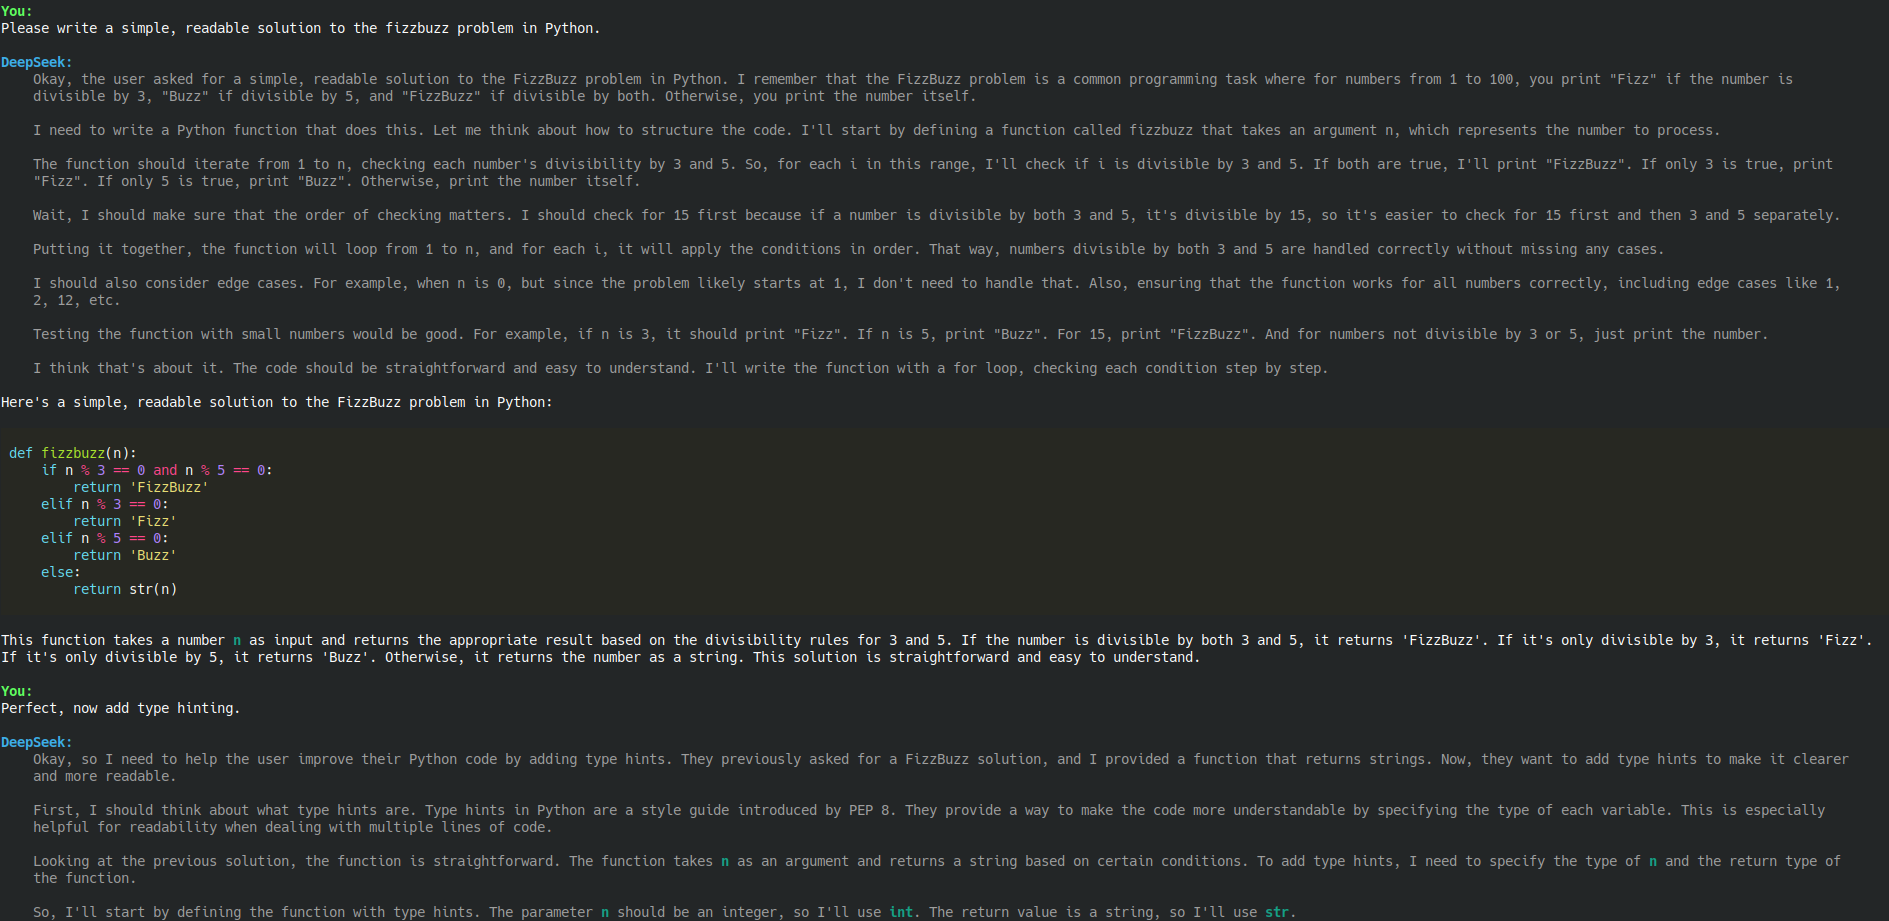 You:
Please write a simple, readable solution to the fizzbuzz problem in Python.
DeepSeek:
Okay, the user asked for a simple, readable solution to the FizzBuzz problem in Python. I remember that the FizzBuzz problem is a common programming task where for numbers from 1 to 100, you print "Fizz" if the number is
divisible by 3, "Buzz" if divisible by 5, and "FizzBuzz" if divisible by both. Otherwise, you print the number itself.
I need to write a Python function that does this. Let me think about how to structure the code. I'll start by defining a function called fizzbuzz that takes an argument n, which represents the number to process.
The function should iterate from 1 to n, checking each number's divisibility by 3 and 5. So, for each i in this range, I'll check if i is divisible by 3 and 5. If both are true, I'll print "FizzBuzz". If only 3 is true, print
"Fizz". If only 5 is true, print "Buzz". Otherwise, print the number itself.
Wait, I should make sure that the order of checking matters. I should check for 15 first because if a number is divisible by both 3 and 5, it's divisible by 15, so it's easier to check for 15 first and then 3 and 5 separately.
Putting it together, the function will loop from 1 to n, and for each i, it will apply the conditions in order. That way, numbers divisible by both 3 and 5 are handled correctly without missing any cases.
I should also consider edge cases. For example, when n is 0, but since the problem likely starts at 1, I don't need to handle that. Also, ensuring that the function works for all numbers correctly, including edge cases like 1,
2, 12, etc.
Testing the function with small numbers would be good. For example, if n is 3, it should print "Fizz". If n is 5, print "Buzz". For 15, print "FizzBuzz". And for numbers not divisible by 3 or 5, just print the number.
I think that's about it. The code should be straightforward and easy to understand. I'll write the function with a for loop, checking each condition step by step.
Here's a simple, readable solution to the FizzBuzz problem in Python:
def fizzbuzz(n):
    if n % 3 == 0 and n % 5 == 0:
        return 'FizzBuzz'
    elif n % 3 == 0:
        return 'Fizz'
    elif n % 5 == 0:
        return 'Buzz'
    else:
        return str(n)
This function takes a number n as input and returns the appropriate result based on the divisibility rules for 3 and 5. If the number is divisible by both 3 and 5, it returns 'FizzBuzz'. If it's only divisible by 3, it returns 'Fizz'.
If it's only divisible by 5, it returns 'Buzz'. Otherwise, it returns the number as a string. This solution is straightforward and easy to understand.
You:
Perfect, now add type hinting.
DeepSeek:
Okay, so I need to help the user improve their Python code by adding type hints. They previously asked for a FizzBuzz solution, and I provided a function that returns strings. Now, they want to add type hints to make it clearer
and more readable.
First, I should think about what type hints are. Type hints in Python are a style guide introduced by PEP 8. They provide a way to make the code more understandable by specifying the type of each variable. This is especially
helpful for readability when dealing with multiple lines of code.
Looking at the previous solution, the function is straightforward. The function takes n as an argument and returns a string based on certain conditions. To add type hints, I need to specify the type of n and the return type of
the function.
So, I'll start by defining the function with type hints. The parameter n should be an integer, so I'll use int. The return value is a string, so I'll use str.